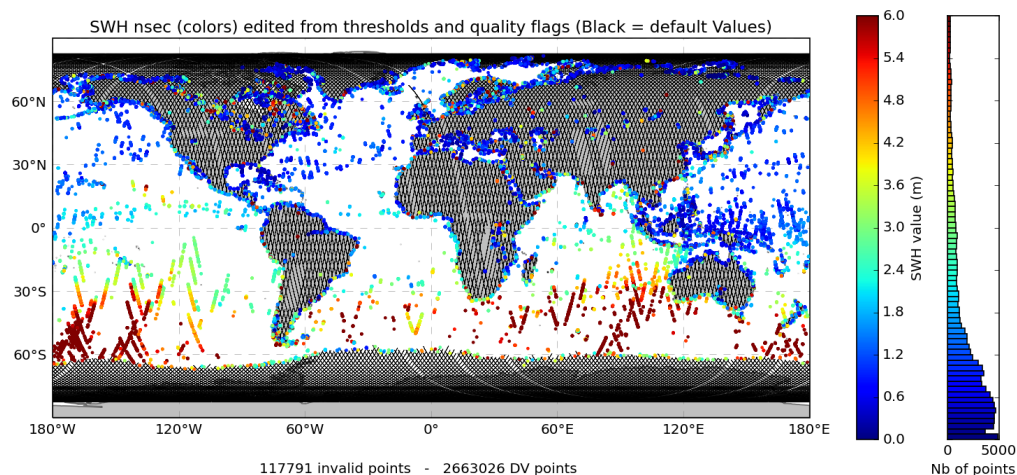 SWH nsec (colors) edited from thresholds and quality flags (Black = default Values)
60°N
30°N
0°
30°S
60°S
180°W 120°W 60°W 0° 60°E 120°E 180°E
117791 invalid points - 2663026 DV points
6.0
5.4
4.8
4.2
3.6
3.0
2.4
1.8
1.2
0.6
0.0
SWH value (m)
0 5000
Nb of points